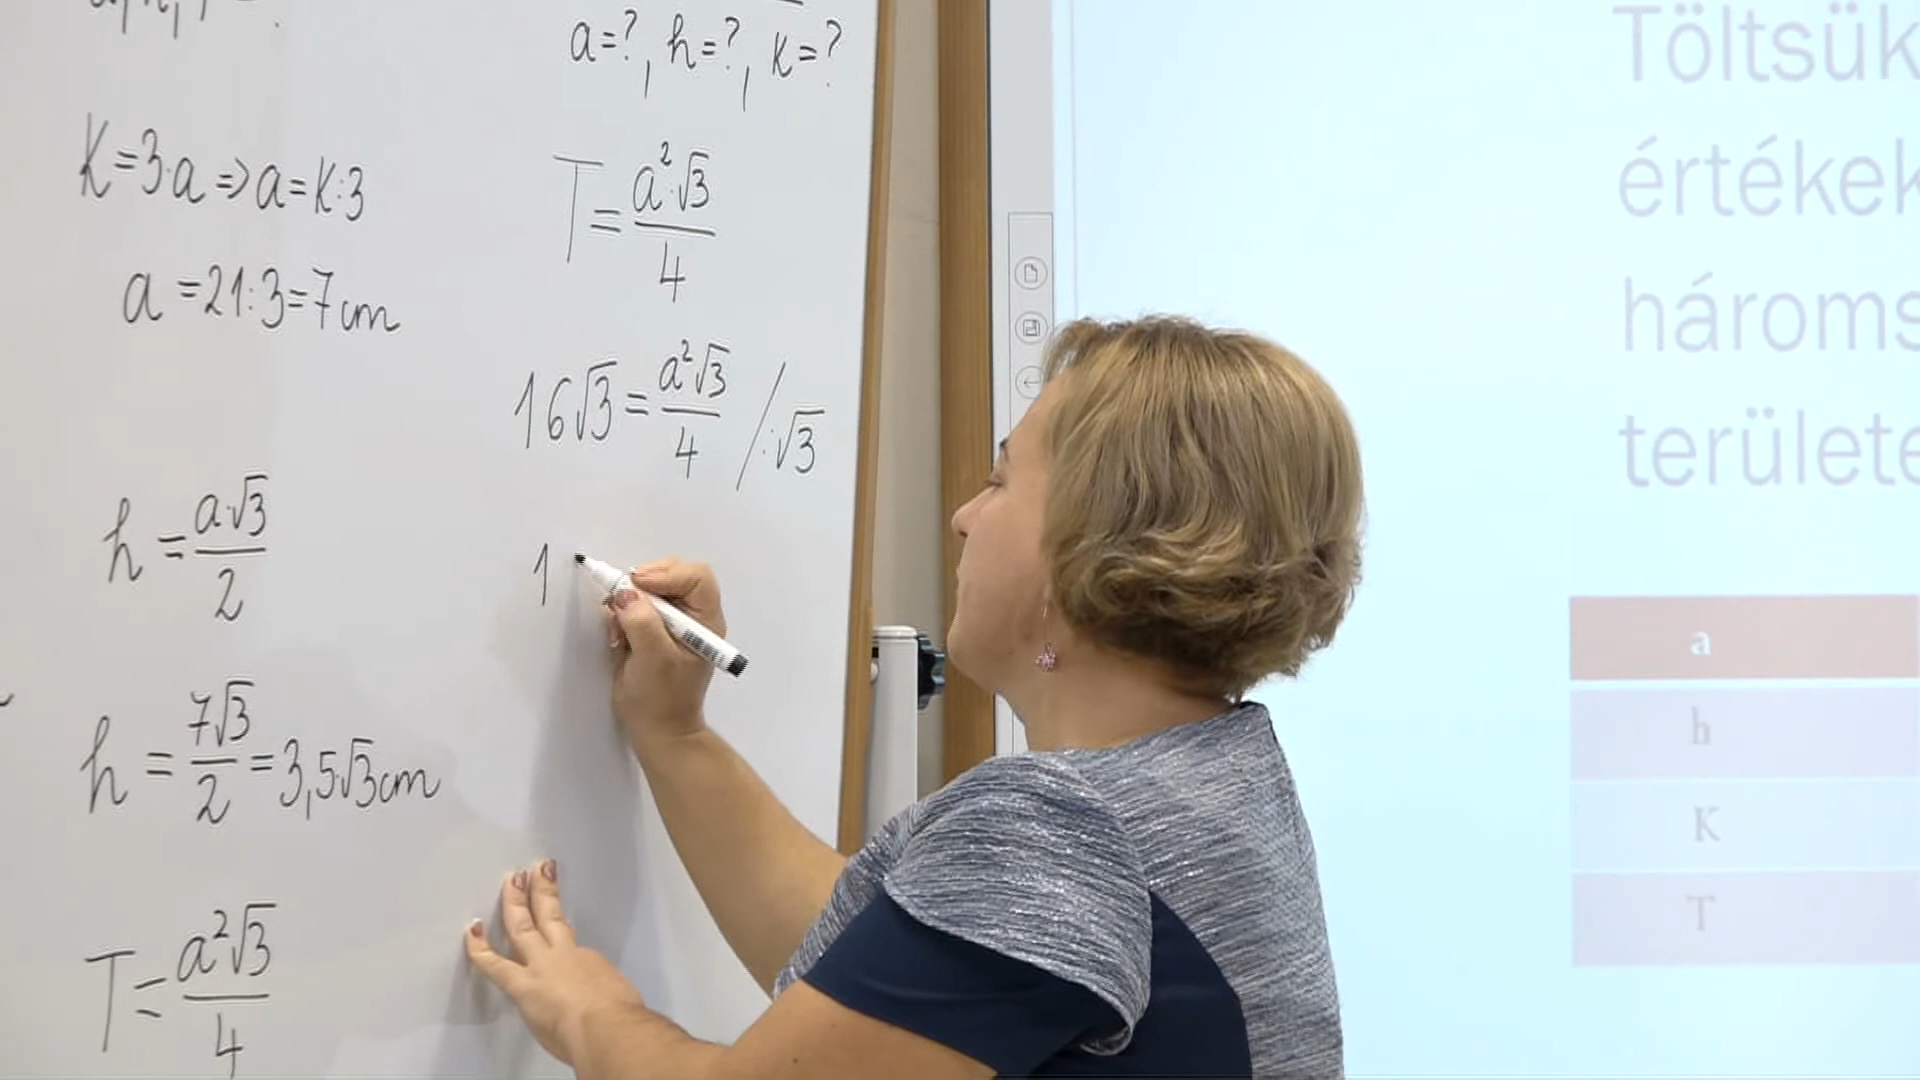 K=3·a⇒a=K:3
a=21:3=7cm
h=a·√3/2
h=7√3/2=3,5√3cm
T=a²√3/4
a=?, h=?, K=?
T=a²·√3/4
16√3=a²√3/4 /:√3
1
Töltsük
értékek
három
területe
a
h
K
T